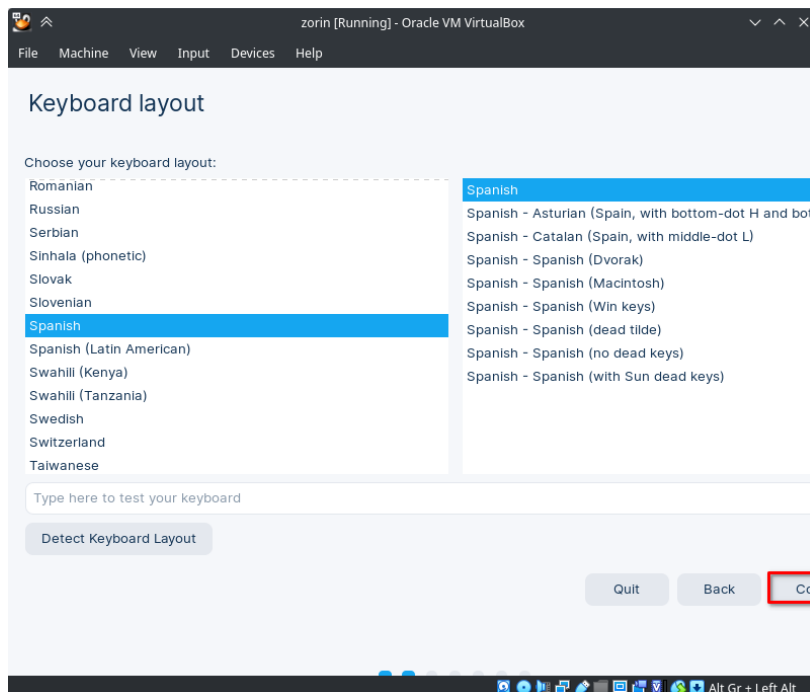 zorin [Running] - Oracle VM VirtualBox
File Machine View Input Devices Help
Keyboard layout
Choose your keyboard layout:
Romanian
Russian
Serbian
Sinhala (phonetic)
Slovak
Slovenian
Spanish
Spanish (Latin American)
Swahili (Kenya)
Swahili (Tanzania)
Swedish
Switzerland
Taiwanese
Spanish
Spanish - Asturian (Spain, with bottom-dot H and bot
Spanish - Catalan (Spain, with middle-dot L)
Spanish - Spanish (Dvorak)
Spanish - Spanish (Macintosh)
Spanish - Spanish (Win keys)
Spanish - Spanish (dead tilde)
Spanish - Spanish (no dead keys)
Spanish - Spanish (with Sun dead keys)
Type here to test your keyboard
Detect Keyboard Layout
Quit Back Co
Alt Gr + Left Alt